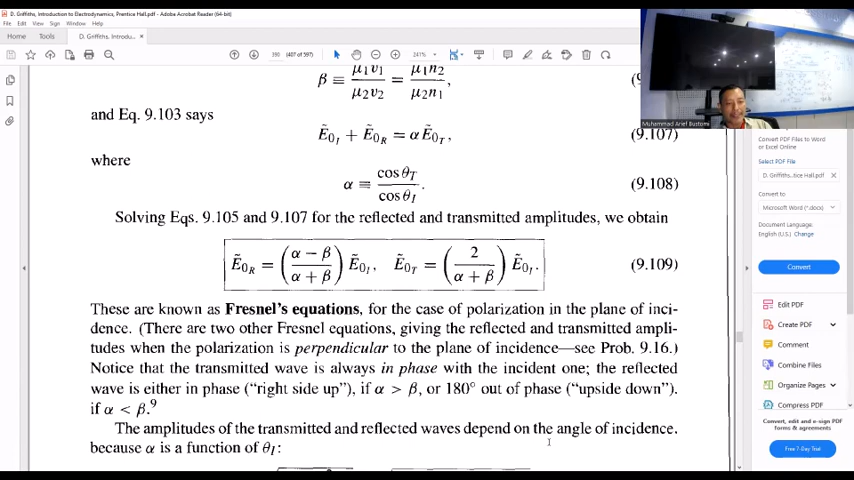 D. Griffiths, Introduction to Electrodynamics, Prentice Hall.pdf - Adobe Acrobat Reader (64-bit)
File Edit View Sign Window Help
Home Tools D. Griffiths, Introdu... ×
390 (407 of 597) 241%
β ≡ μ₁v₁/μ₂v₂ = μ₁n₂/μ₂n₁,
and Eq. 9.103 says
Ẽ₀I + Ẽ₀R = αẼ₀T, (9.107)
where
α ≡ cos θT/cos θI. (9.108)
Solving Eqs. 9.105 and 9.107 for the reflected and transmitted amplitudes, we obtain
Ẽ₀R = (α − β/α + β) Ẽ₀I, Ẽ₀T = (2/α + β) Ẽ₀I. (9.109)
These are known as Fresnel's equations, for the case of polarization in the plane of inci-
dence. (There are two other Fresnel equations, giving the reflected and transmitted ampli-
tudes when the polarization is perpendicular to the plane of incidence—see Prob. 9.16.)
Notice that the transmitted wave is always in phase with the incident one; the reflected
wave is either in phase ("right side up"), if α > β, or 180° out of phase ("upside down"),
if α < β.⁹
The amplitudes of the transmitted and reflected waves depend on the angle of incidence,
because α is a function of θI:
Muhammad Arief Bustomi
Convert PDF Files to Word
or Excel Online
Select PDF File
D. Griffiths...tice Hall.pdf ×
Convert to
Microsoft Word (*.docx)
Document Language:
English (U.S.) Change
Convert
Edit PDF
Create PDF
Comment
Combine Files
Organize Pages
Compress PDF
Convert, edit and e-sign PDF
forms & agreements
Free 7-Day Trial